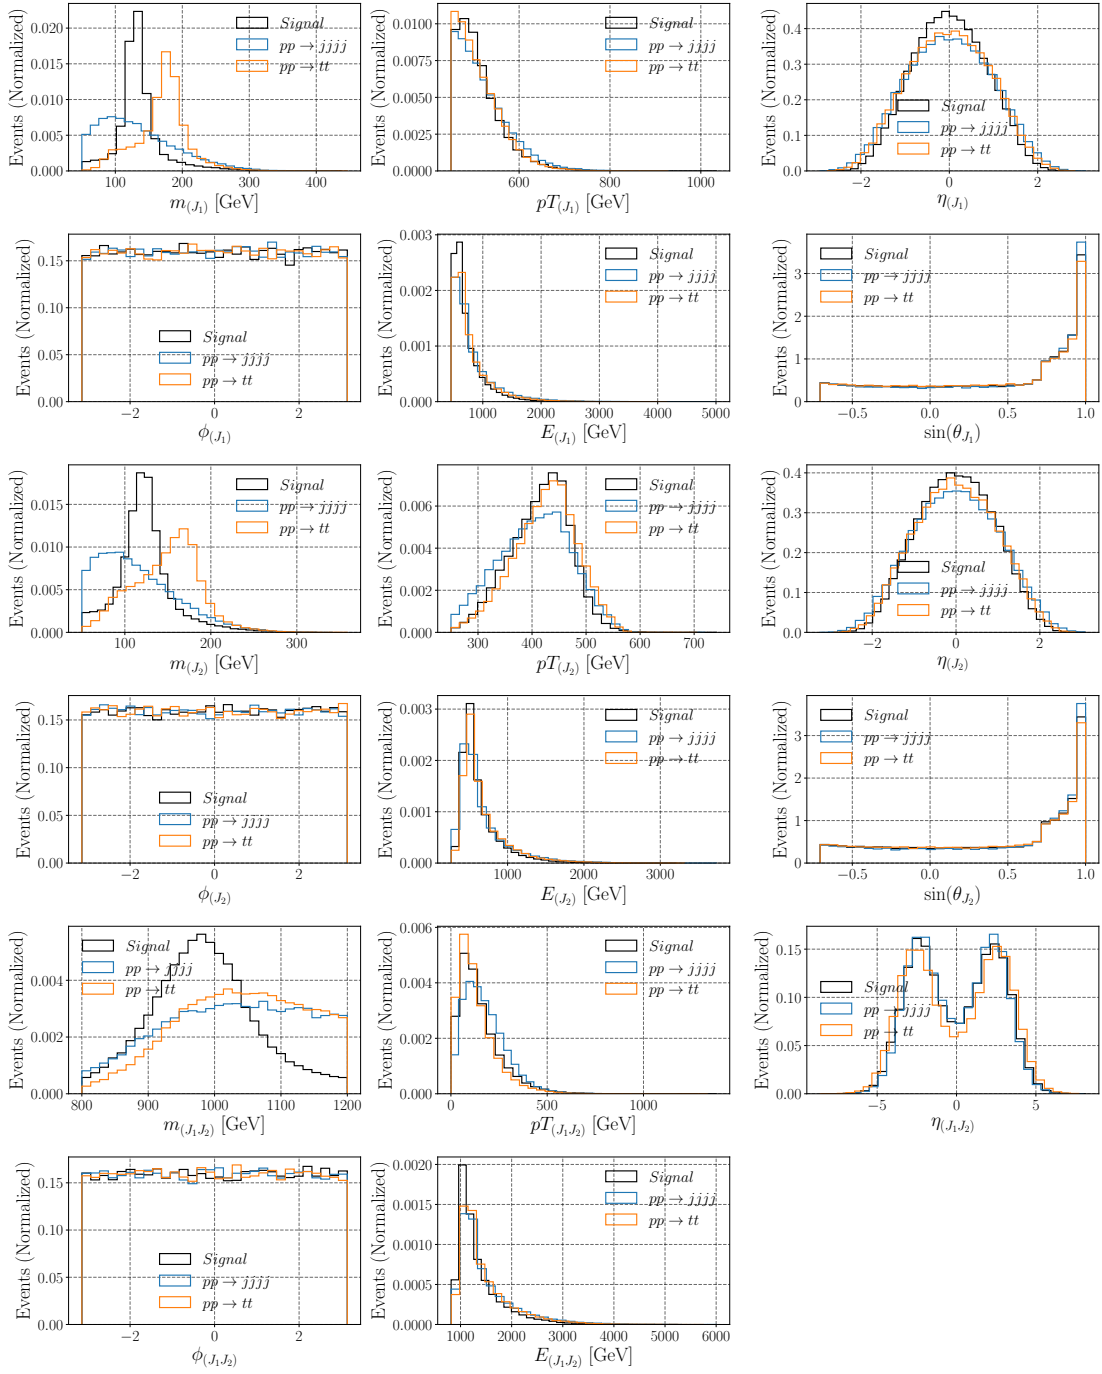 Events (Normalized)
0.020
0.015
0.010
0.005
0.000
Signal
pp → jjjj
pp → tt
100 200 300 400
m(J1) [GeV]
Events (Normalized)
0.0100
0.0075
0.0050
0.0025
0.0000
Signal
pp → jjjj
pp → tt
600 800 1000
pT(J1) [GeV]
Events (Normalized)
0.4
0.3
0.2
0.1
0.0
Signal
pp → jjjj
pp → tt
−2 0 2
η(J1)
Events (Normalized)
0.15
0.10
0.05
0.00
Signal
pp → jjjj
pp → tt
−2 0 2
ϕ(J1)
Events (Normalized)
0.003
0.002
0.001
0.000
Signal
pp → jjjj
pp → tt
1000 2000 3000 4000 5000
E(J1) [GeV]
Events (Normalized)
3
2
1
0
Signal
pp → jjjj
pp → tt
−0.5 0.0 0.5 1.0
sin(θJ1)
Events (Normalized)
0.015
0.010
0.005
0.000
Signal
pp → jjjj
pp → tt
100 200 300
m(J2) [GeV]
Events (Normalized)
0.006
0.004
0.002
0.000
Signal
pp → jjjj
pp → tt
300 400 500 600 700
pT(J2) [GeV]
Events (Normalized)
0.4
0.3
0.2
0.1
0.0
Signal
pp → jjjj
pp → tt
−2 0 2
η(J2)
Events (Normalized)
0.15
0.10
0.05
0.00
Signal
pp → jjjj
pp → tt
−2 0 2
ϕ(J2)
Events (Normalized)
0.003
0.002
0.001
0.000
Signal
pp → jjjj
pp → tt
1000 2000 3000
E(J2) [GeV]
Events (Normalized)
3
2
1
0
Signal
pp → jjjj
pp → tt
−0.5 0.0 0.5 1.0
sin(θJ2)
Events (Normalized)
0.004
0.002
0.000
Signal
pp → jjjj
pp → tt
800 900 1000 1100 1200
m(J1J2) [GeV]
Events (Normalized)
0.006
0.004
0.002
0.000
Signal
pp → jjjj
pp → tt
0 500 1000
pT(J1J2) [GeV]
Events (Normalized)
0.15
0.10
0.05
0.00
Signal
pp → jjjj
pp → tt
−5 0 5
η(J1J2)
Events (Normalized)
0.15
0.10
0.05
0.00
Signal
pp → jjjj
pp → tt
−2 0 2
ϕ(J1J2)
Events (Normalized)
0.0020
0.0015
0.0010
0.0005
0.0000
Signal
pp → jjjj
pp → tt
1000 2000 3000 4000 5000 6000
E(J1J2) [GeV]